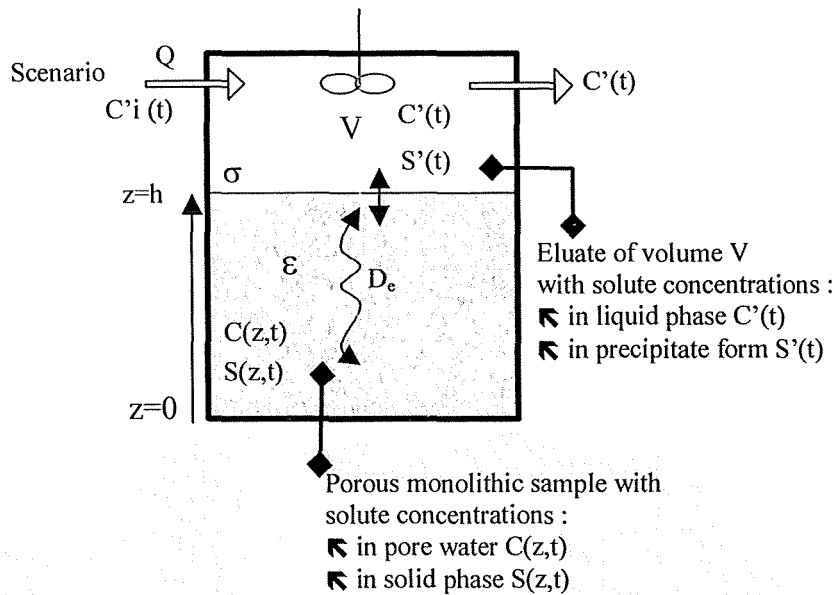 Scenario
Q
C'i (t)
V
C'(t)
S'(t)
C'(t)
σ
z=h
ε
Dₑ
C(z,t)
S(z,t)
z=0
Eluate of volume V
with solute concentrations :
in liquid phase C'(t)
in precipitate form S'(t)
Porous monolithic sample with
solute concentrations :
in pore water C(z,t)
in solid phase S(z,t)